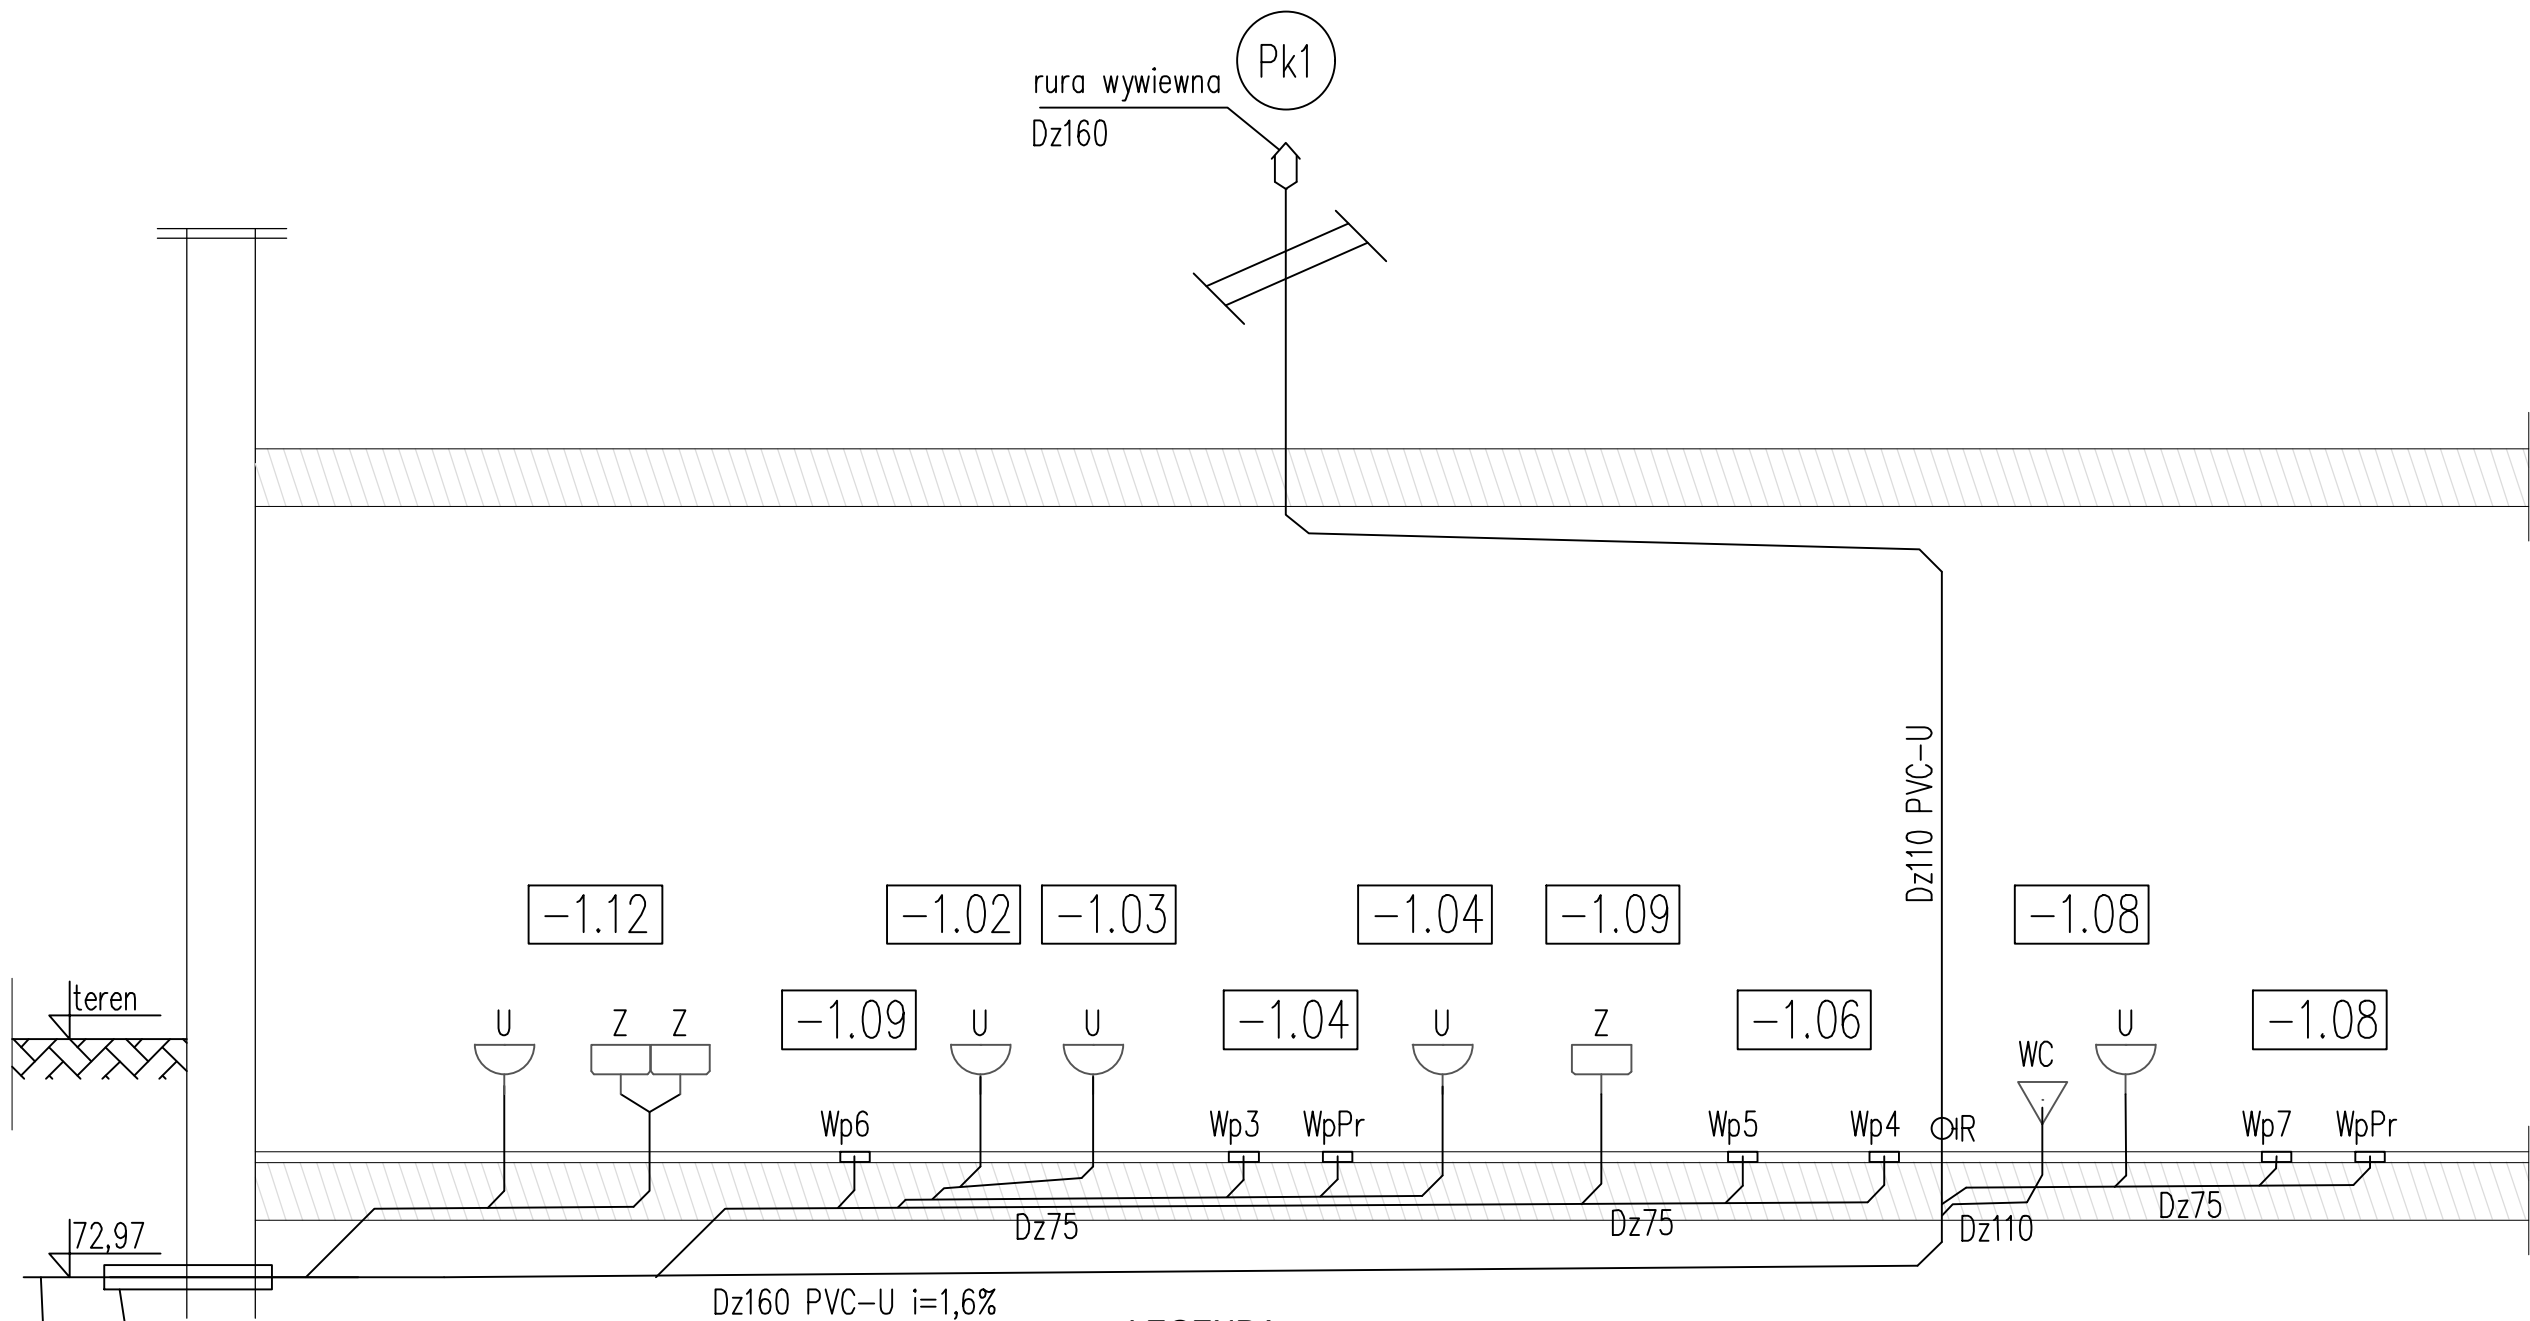 Pk1
rura wywiewna
Dz160
Dz110 PVC-U
-1.12
-1.02
-1.03
-1.04
-1.09
-1.08
teren
-1.09
-1.04
-1.06
-1.08
U
Z
Z
U
U
U
Z
WC
U
Wp6
Wp3
WpPr
Wp5
Wp4
R
Wp7
WpPr
Dz75
Dz75
Dz110
Dz75
72,97
Dz160 PVC-U i=1,6%